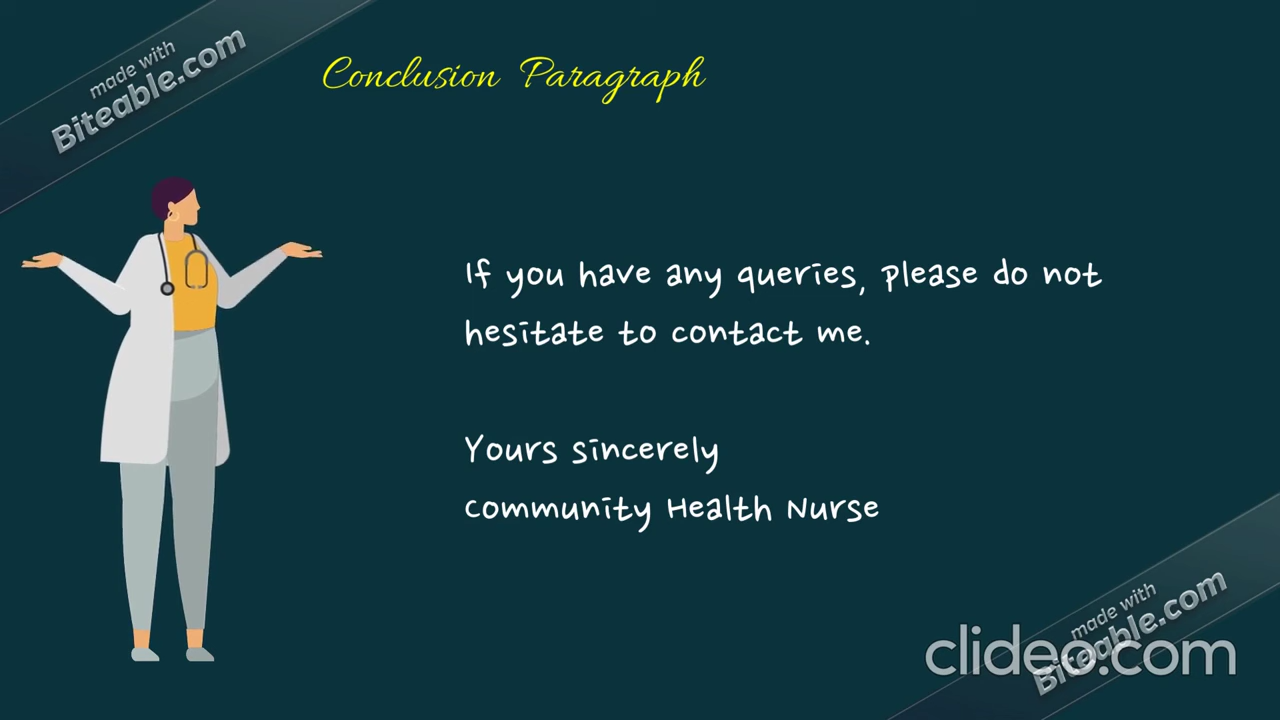 made with
Biteable.com
Conclusion Paragraph
If you have any queries, please do not
hesitate to contact me.
Yours sincerely
Community Health Nurse
made with
Biteable.com
clideo.com